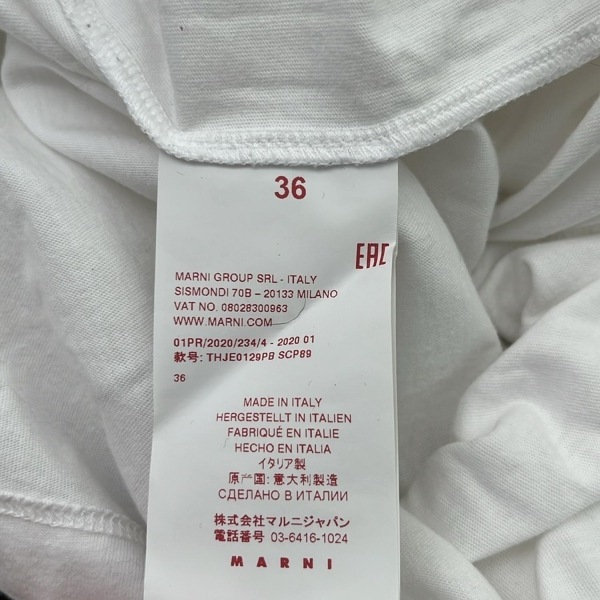 36
EAC
MARNI GROUP SRL - ITALY
SISMONDI 70B – 20133 MILANO
VAT NO. 08028300963
WWW.MARNI.COM
01PR/2020/234/4 - 2020 01
款号: THJE0129PB SCP89
36
MADE IN ITALY
HERGESTELLT IN ITALIEN
FABRIQUÉ EN ITALIE
HECHO EN ITALIA
イタリア製
原产国: 意大利製造
СДЕЛАНО В ИТАЛИИ
株式会社マルニジャパン
電話番号 03-6416-1024
MARNI